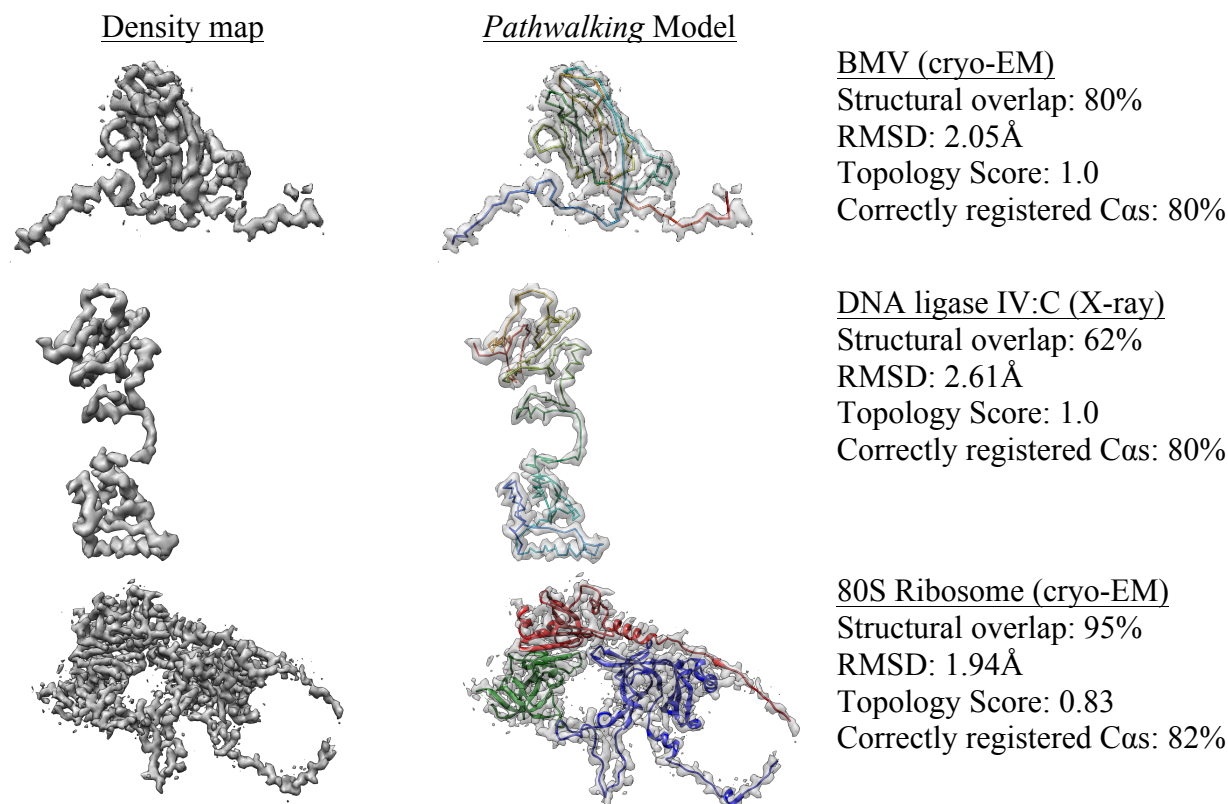 Density map
Pathwalking Model
BMV (cryo-EM)
Structural overlap: 80%
RMSD: 2.05Å
Topology Score: 1.0
Correctly registered Cαs: 80%
DNA ligase IV:C (X-ray)
Structural overlap: 62%
RMSD: 2.61Å
Topology Score: 1.0
Correctly registered Cαs: 80%
80S Ribosome (cryo-EM)
Structural overlap: 95%
RMSD: 1.94Å
Topology Score: 0.83
Correctly registered Cαs: 82%